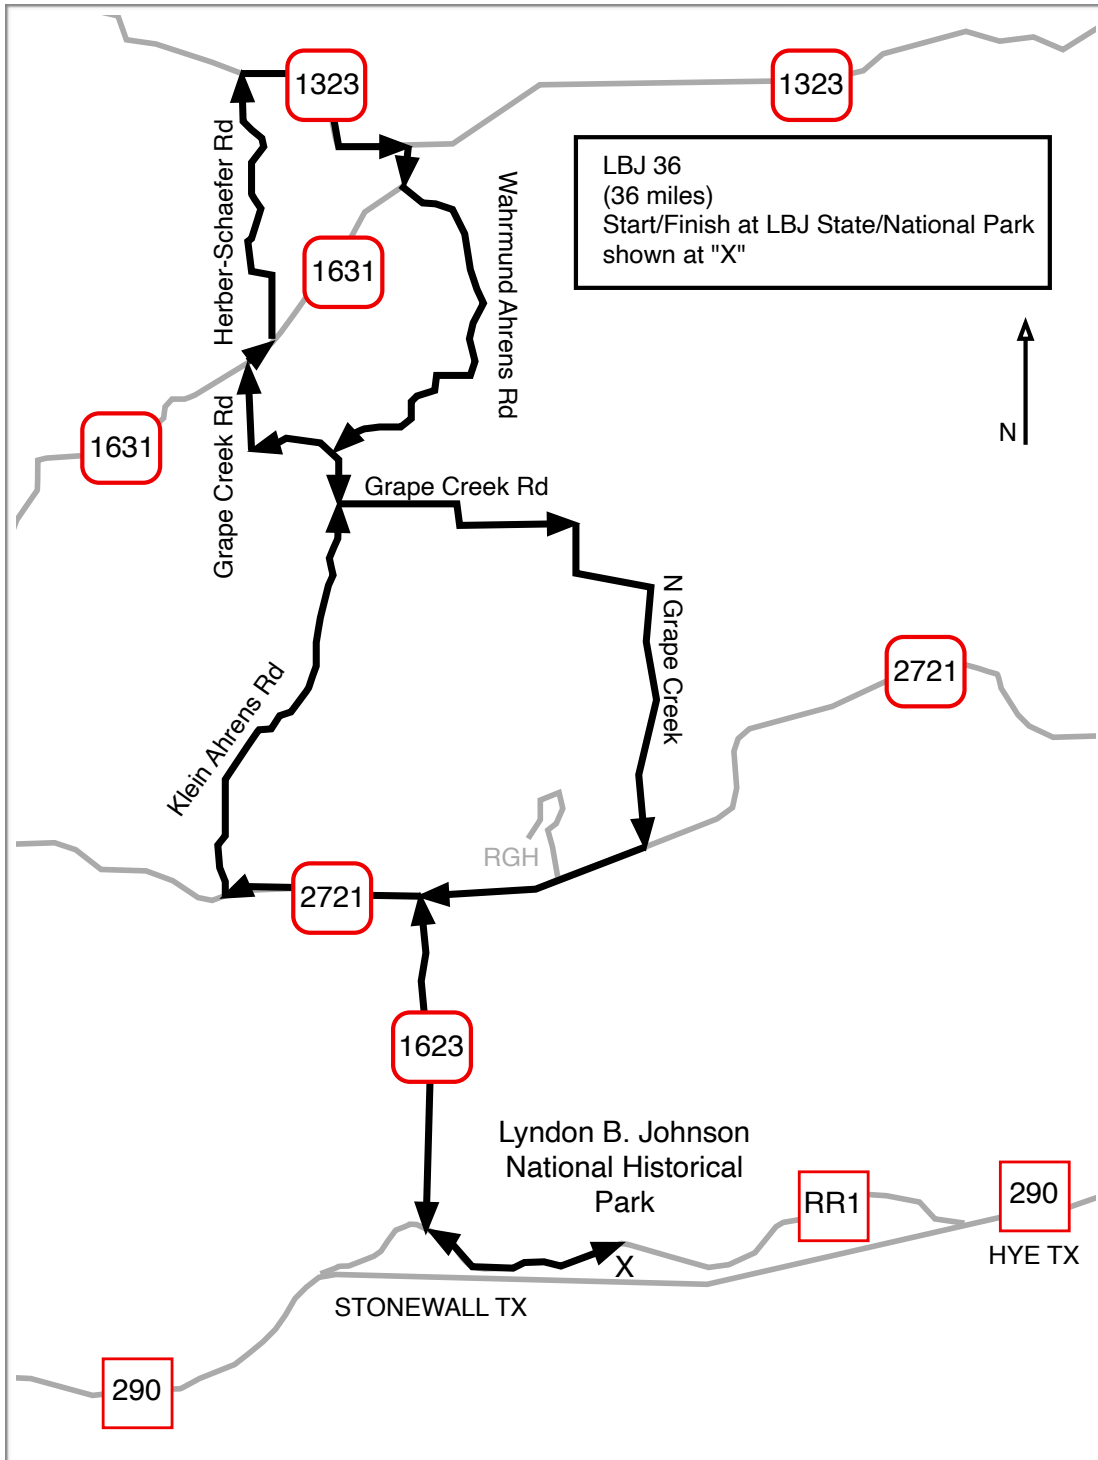 1323
1323
LBJ 36
(36 miles)
Start/Finish at LBJ State/National Park
shown at "X"
Herber-Schaefer Rd
Wahrmund Ahrens Rd
1631
1631
Grape Creek Rd
N
Grape Creek Rd
N Grape Creek
2721
Klein Ahrens Rd
RGH
2721
1623
Lyndon B. Johnson
National Historical
Park
RR1
290
X
HYE TX
STONEWALL TX
290